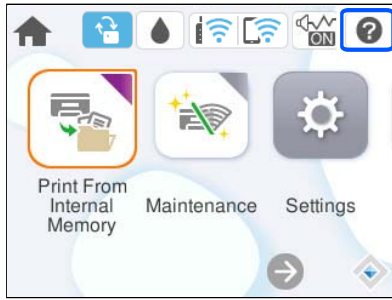 ON
?
Print From
Internal
Memory
Maintenance
Settings